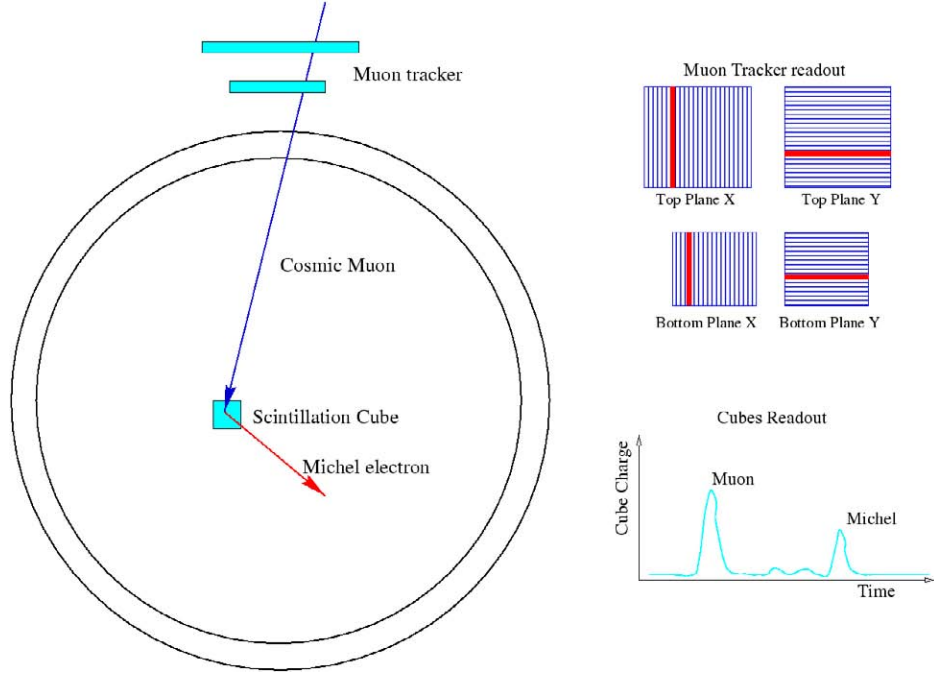 Muon tracker
Cosmic Muon
Scintillation Cube
Michel electron
Muon Tracker readout
Top Plane X
Top Plane Y
Bottom Plane X
Bottom Plane Y
Cubes Readout
Cube Charge
Muon
Michel
Time